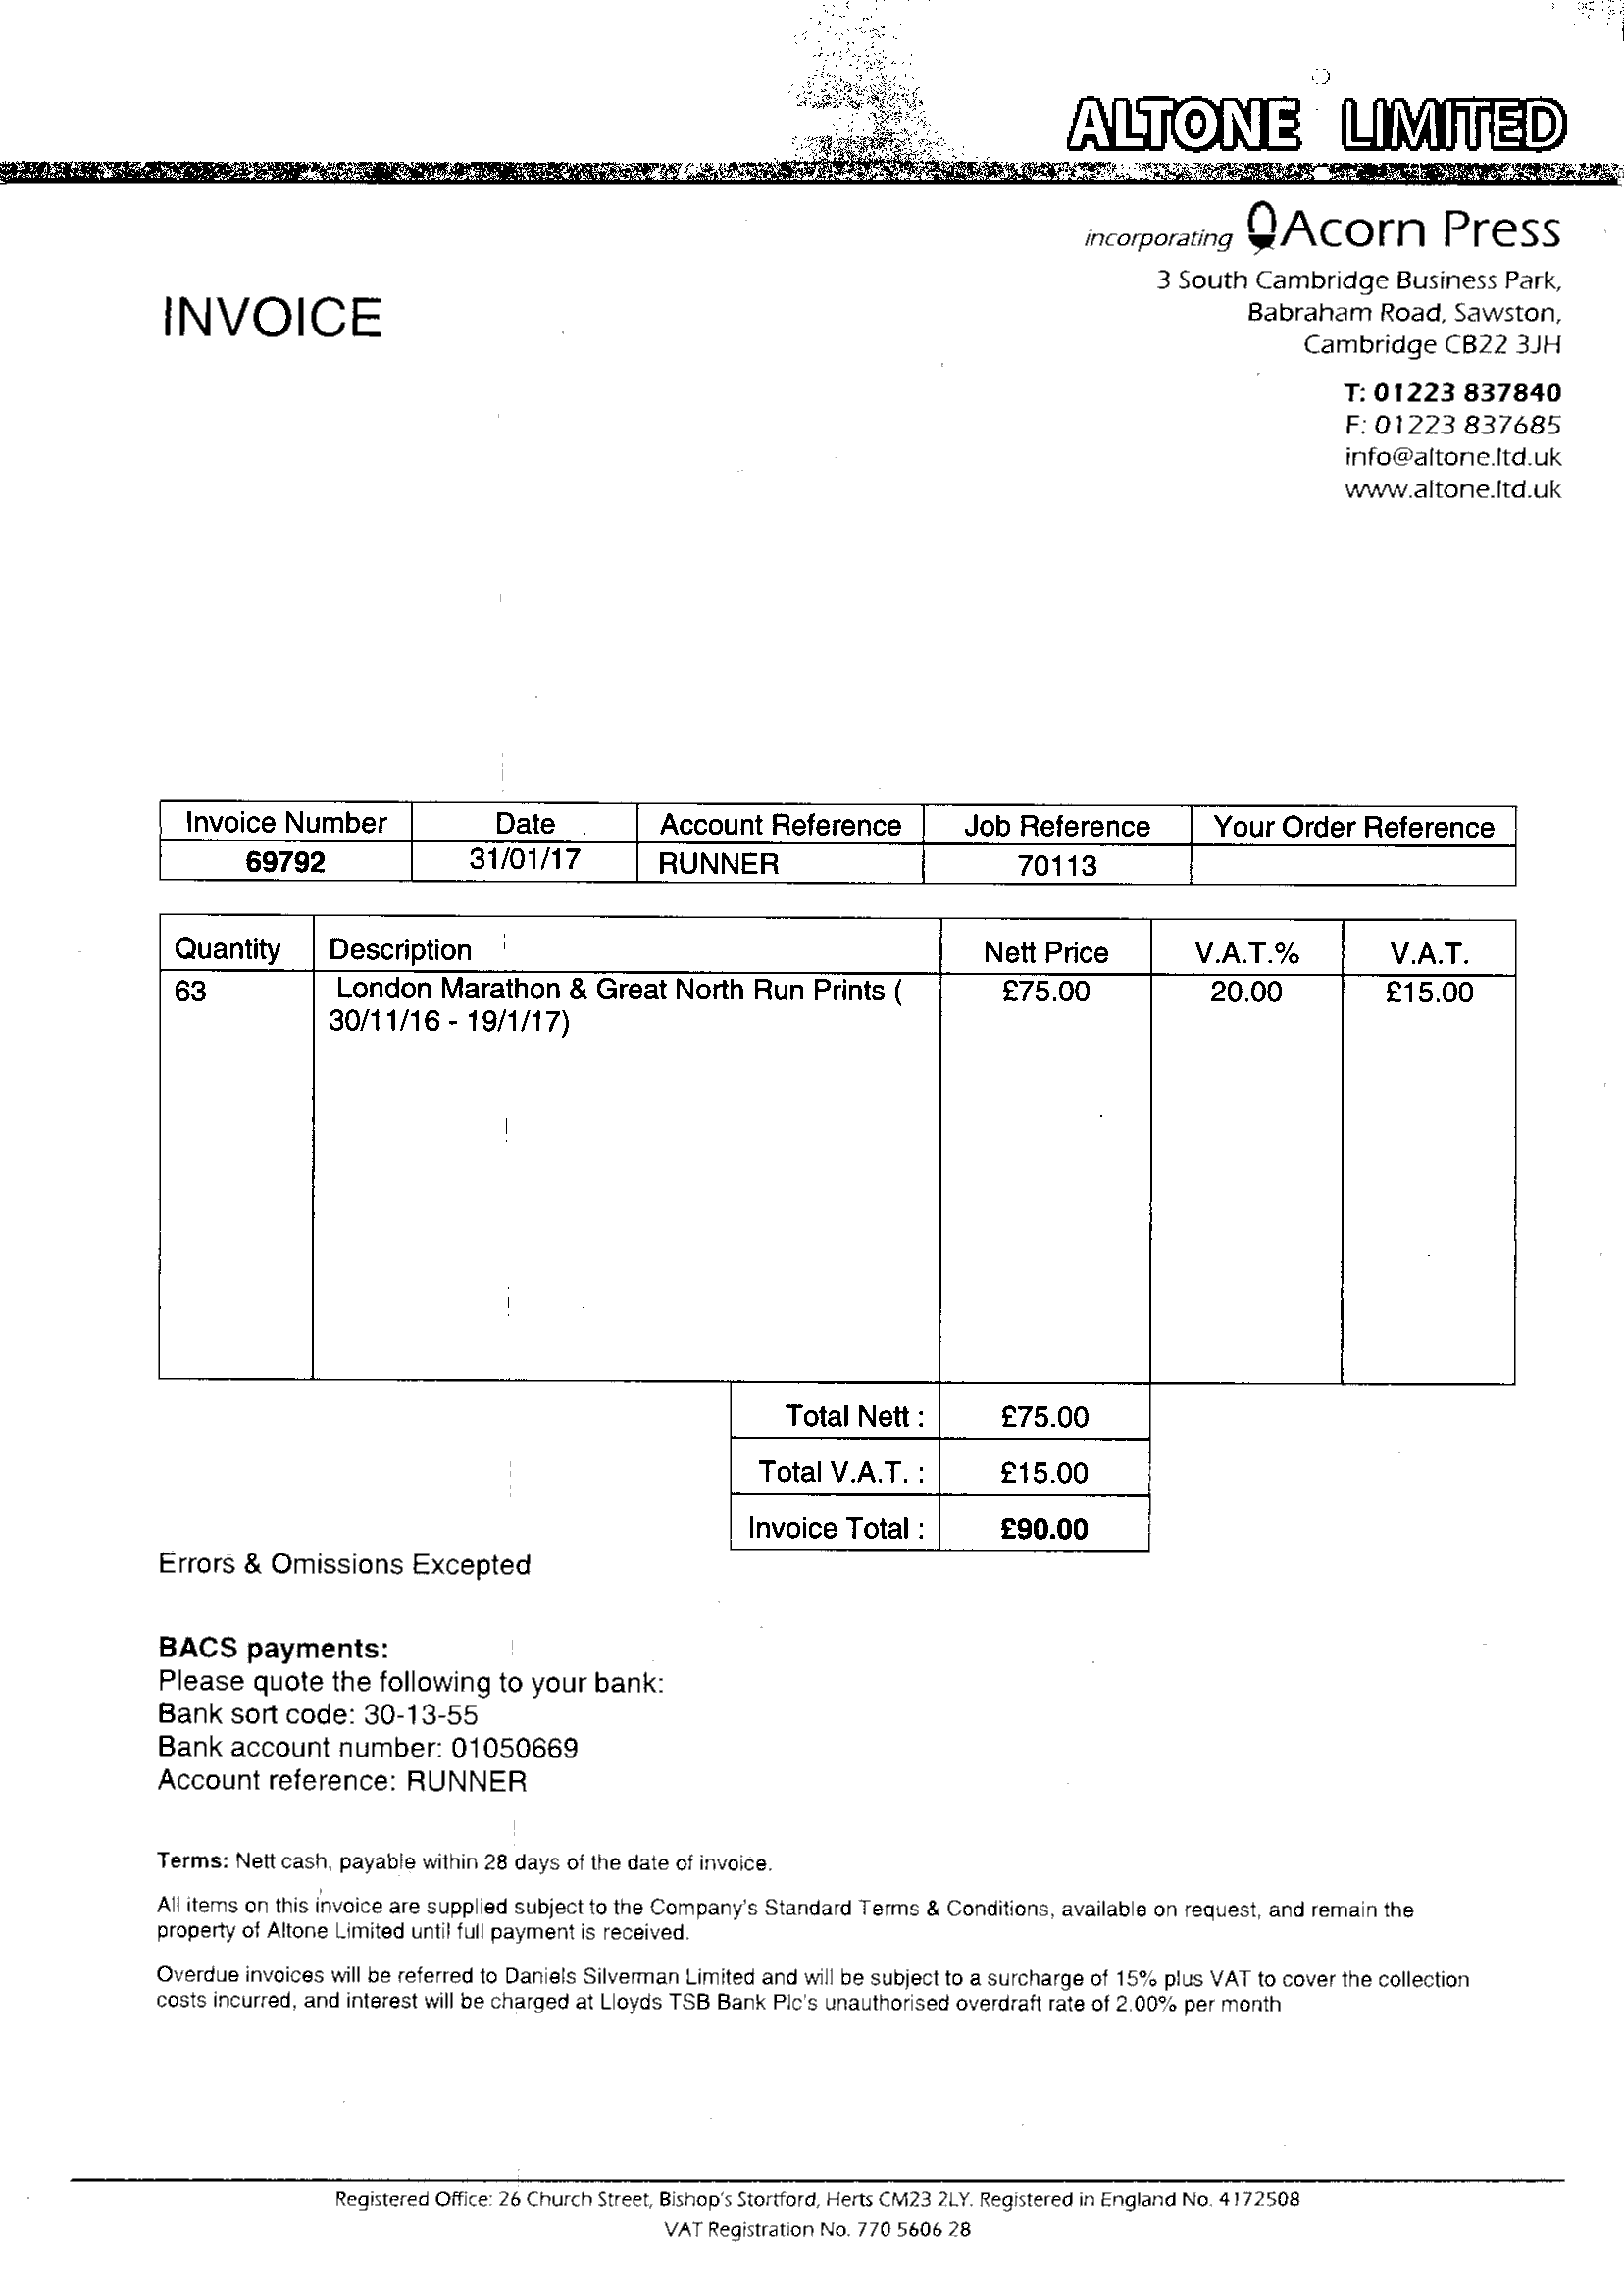 ALTONE LIMITED
incorporating Acorn Press
3 South Cambridge Business Park,
Babraham Road, Sawston,
Cambridge CB22 3JH
INVOICE
T: 01223 837840
F: 01223 837685
info@altone.ltd.uk
www.altone.ltd.uk
Invoice Number Date Account Reference Job Reference Your Order Reference
69792 31/01/17 RUNNER 70113
Quantity Description Nett Price V.A.T.% V.A.T.
63 London Marathon & Great North Run Prints ( £75.00 20.00 £15.00
30/11/16 - 19/1/17)
Total Nett : £75.00
Total V.A.T. : £15.00
Invoice Total : £90.00
Errors & Omissions Excepted
BACS payments:
Please quote the following to your bank:
Bank sort code: 30-13-55
Bank account number: 01050669
Account reference: RUNNER
Terms: Nett cash, payable within 28 days of the date of invoice.
All items on this invoice are supplied subject to the Company's Standard Terms & Conditions, available on request, and remain the
property of Altone Limited until full payment is received.
Overdue invoices will be referred to Daniels Silverman Limited and will be subject to a surcharge of 15% plus VAT to cover the collection
costs incurred, and interest will be charged at Lloyds TSB Bank Plc's unauthorised overdraft rate of 2.00% per month
Registered Office: 26 Church Street, Bishop's Stortford, Herts CM23 2LY. Registered in England No. 4172508
VAT Registration No. 770 5606 28